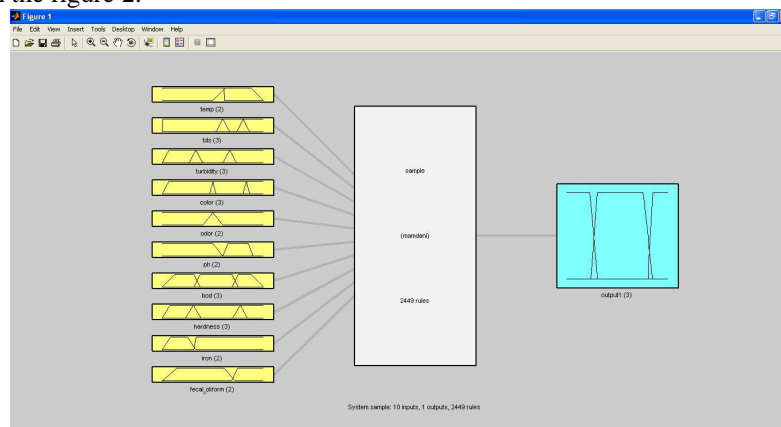 the figure 2.
Figure 1
File Edit View Insert Tools Desktop Window Help
temp (2)
tds (3)
turbidity (3)
color (3)
odor (2)
ph (2)
bod (3)
hardness (3)
iron (2)
fecal_oliform (2)
sample
(mamdani)
2449 rules
output1 (3)
System sample: 10 inputs, 1 outputs, 2449 rules